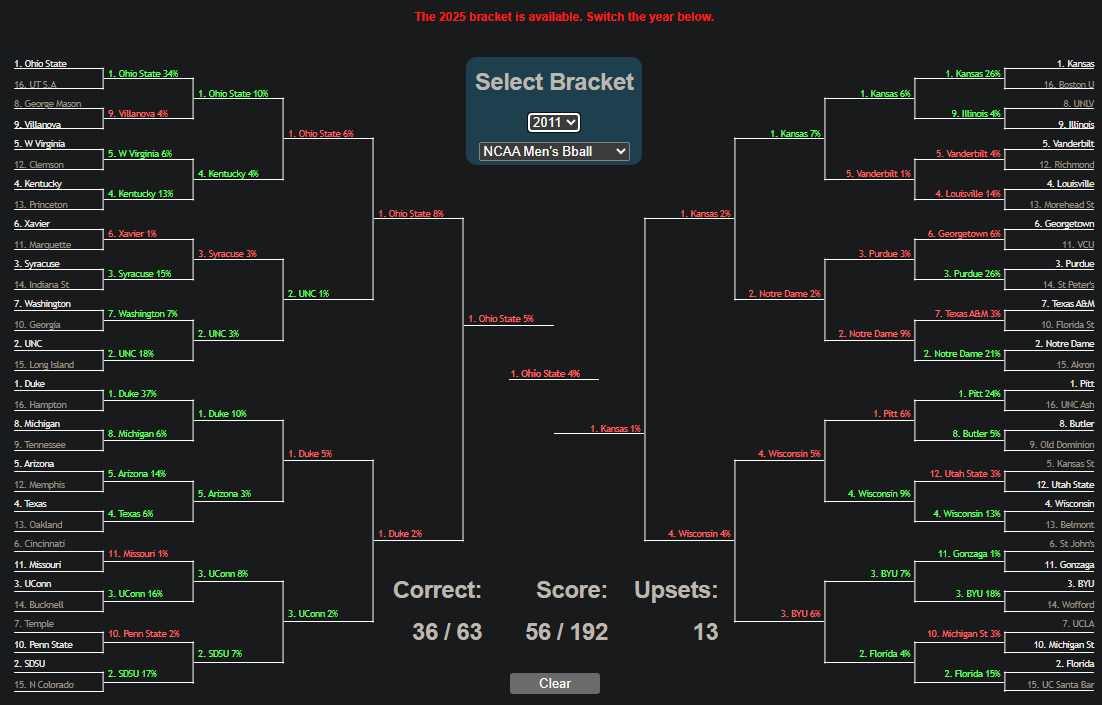 The 2025 bracket is available. Switch the year below.
Select Bracket
2011
NCAA Men's Bball
1. Ohio State
16. UT S.A.
8. George Mason
9. Villanova
5. W Virginia
12. Clemson
4. Kentucky
13. Princeton
6. Xavier
11. Marquette
3. Syracuse
14. Indiana St
7. Washington
10. Georgia
2. UNC
15. Long Island
1. Duke
16. Hampton
8. Michigan
9. Tennessee
5. Arizona
12. Memphis
4. Texas
13. Oakland
6. Cincinnati
11. Missouri
3. UConn
14. Bucknell
7. Temple
10. Penn State
2. SDSU
15. N Colorado
1. Ohio State 34%
9. Villanova 4%
5. W Virginia 6%
4. Kentucky 13%
6. Xavier 1%
3. Syracuse 15%
7. Washington 7%
2. UNC 18%
1. Duke 37%
8. Michigan 6%
5. Arizona 14%
4. Texas 6%
11. Missouri 1%
3. UConn 16%
10. Penn State 2%
2. SDSU 17%
1. Ohio State 10%
4. Kentucky 4%
3. Syracuse 3%
2. UNC 3%
1. Duke 10%
5. Arizona 3%
3. UConn 8%
2. SDSU 7%
1. Ohio State 6%
2. UNC 1%
1. Duke 5%
3. UConn 2%
1. Ohio State 8%
1. Duke 2%
1. Ohio State 5%
1. Ohio State 4%
1. Kansas 1%
1. Kansas 2%
4. Wisconsin 4%
1. Kansas 7%
2. Notre Dame 2%
4. Wisconsin 5%
3. BYU 6%
1. Kansas 6%
5. Vanderbilt 1%
3. Purdue 3%
2. Notre Dame 9%
1. Pitt 6%
4. Wisconsin 9%
3. BYU 7%
2. Florida 4%
1. Kansas 26%
9. Illinois 4%
5. Vanderbilt 4%
4. Louisville 14%
6. Georgetown 6%
3. Purdue 26%
7. Texas A&M 3%
2. Notre Dame 21%
1. Pitt 24%
8. Butler 5%
12. Utah State 3%
4. Wisconsin 13%
11. Gonzaga 1%
3. BYU 18%
10. Michigan St 3%
2. Florida 15%
1. Kansas
16. Boston U
8. UNLV
9. Illinois
5. Vanderbilt
12. Richmond
4. Louisville
13. Morehead St
6. Georgetown
11. VCU
3. Purdue
14. St Peter's
7. Texas A&M
10. Florida St
2. Notre Dame
15. Akron
1. Pitt
16. UNC Ash
8. Butler
9. Old Dominion
5. Kansas St
12. Utah State
4. Wisconsin
13. Belmont
6. St John's
11. Gonzaga
3. BYU
14. Wofford
7. UCLA
10. Michigan St
2. Florida
15. UC Santa Bar
Correct: Score: Upsets:
36 / 63 56 / 192 13
Clear